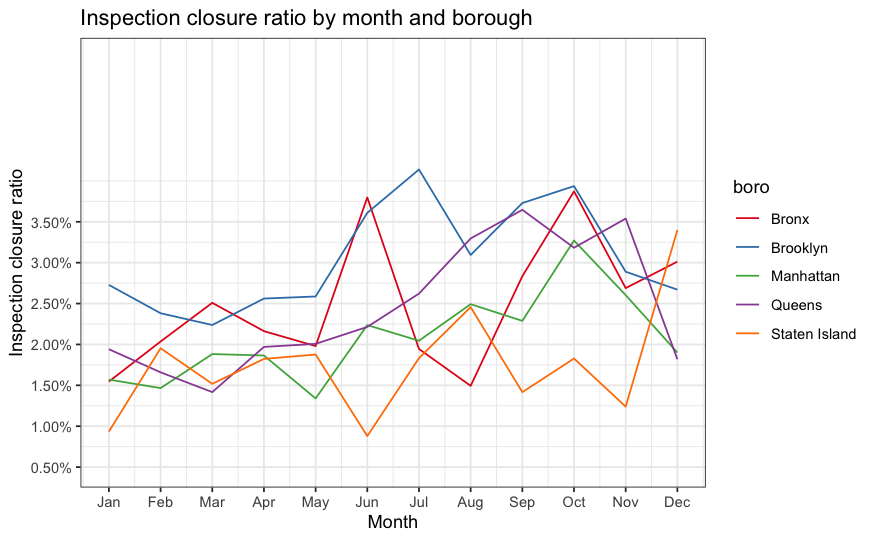 Inspection closure ratio by month and borough
Inspection closure ratio
3.50%
3.00%
2.50%
2.00%
1.50%
1.00%
0.50%
Jan Feb Mar Apr May Jun Jul Aug Sep Oct Nov Dec
Month
boro
Bronx
Brooklyn
Manhattan
Queens
Staten Island